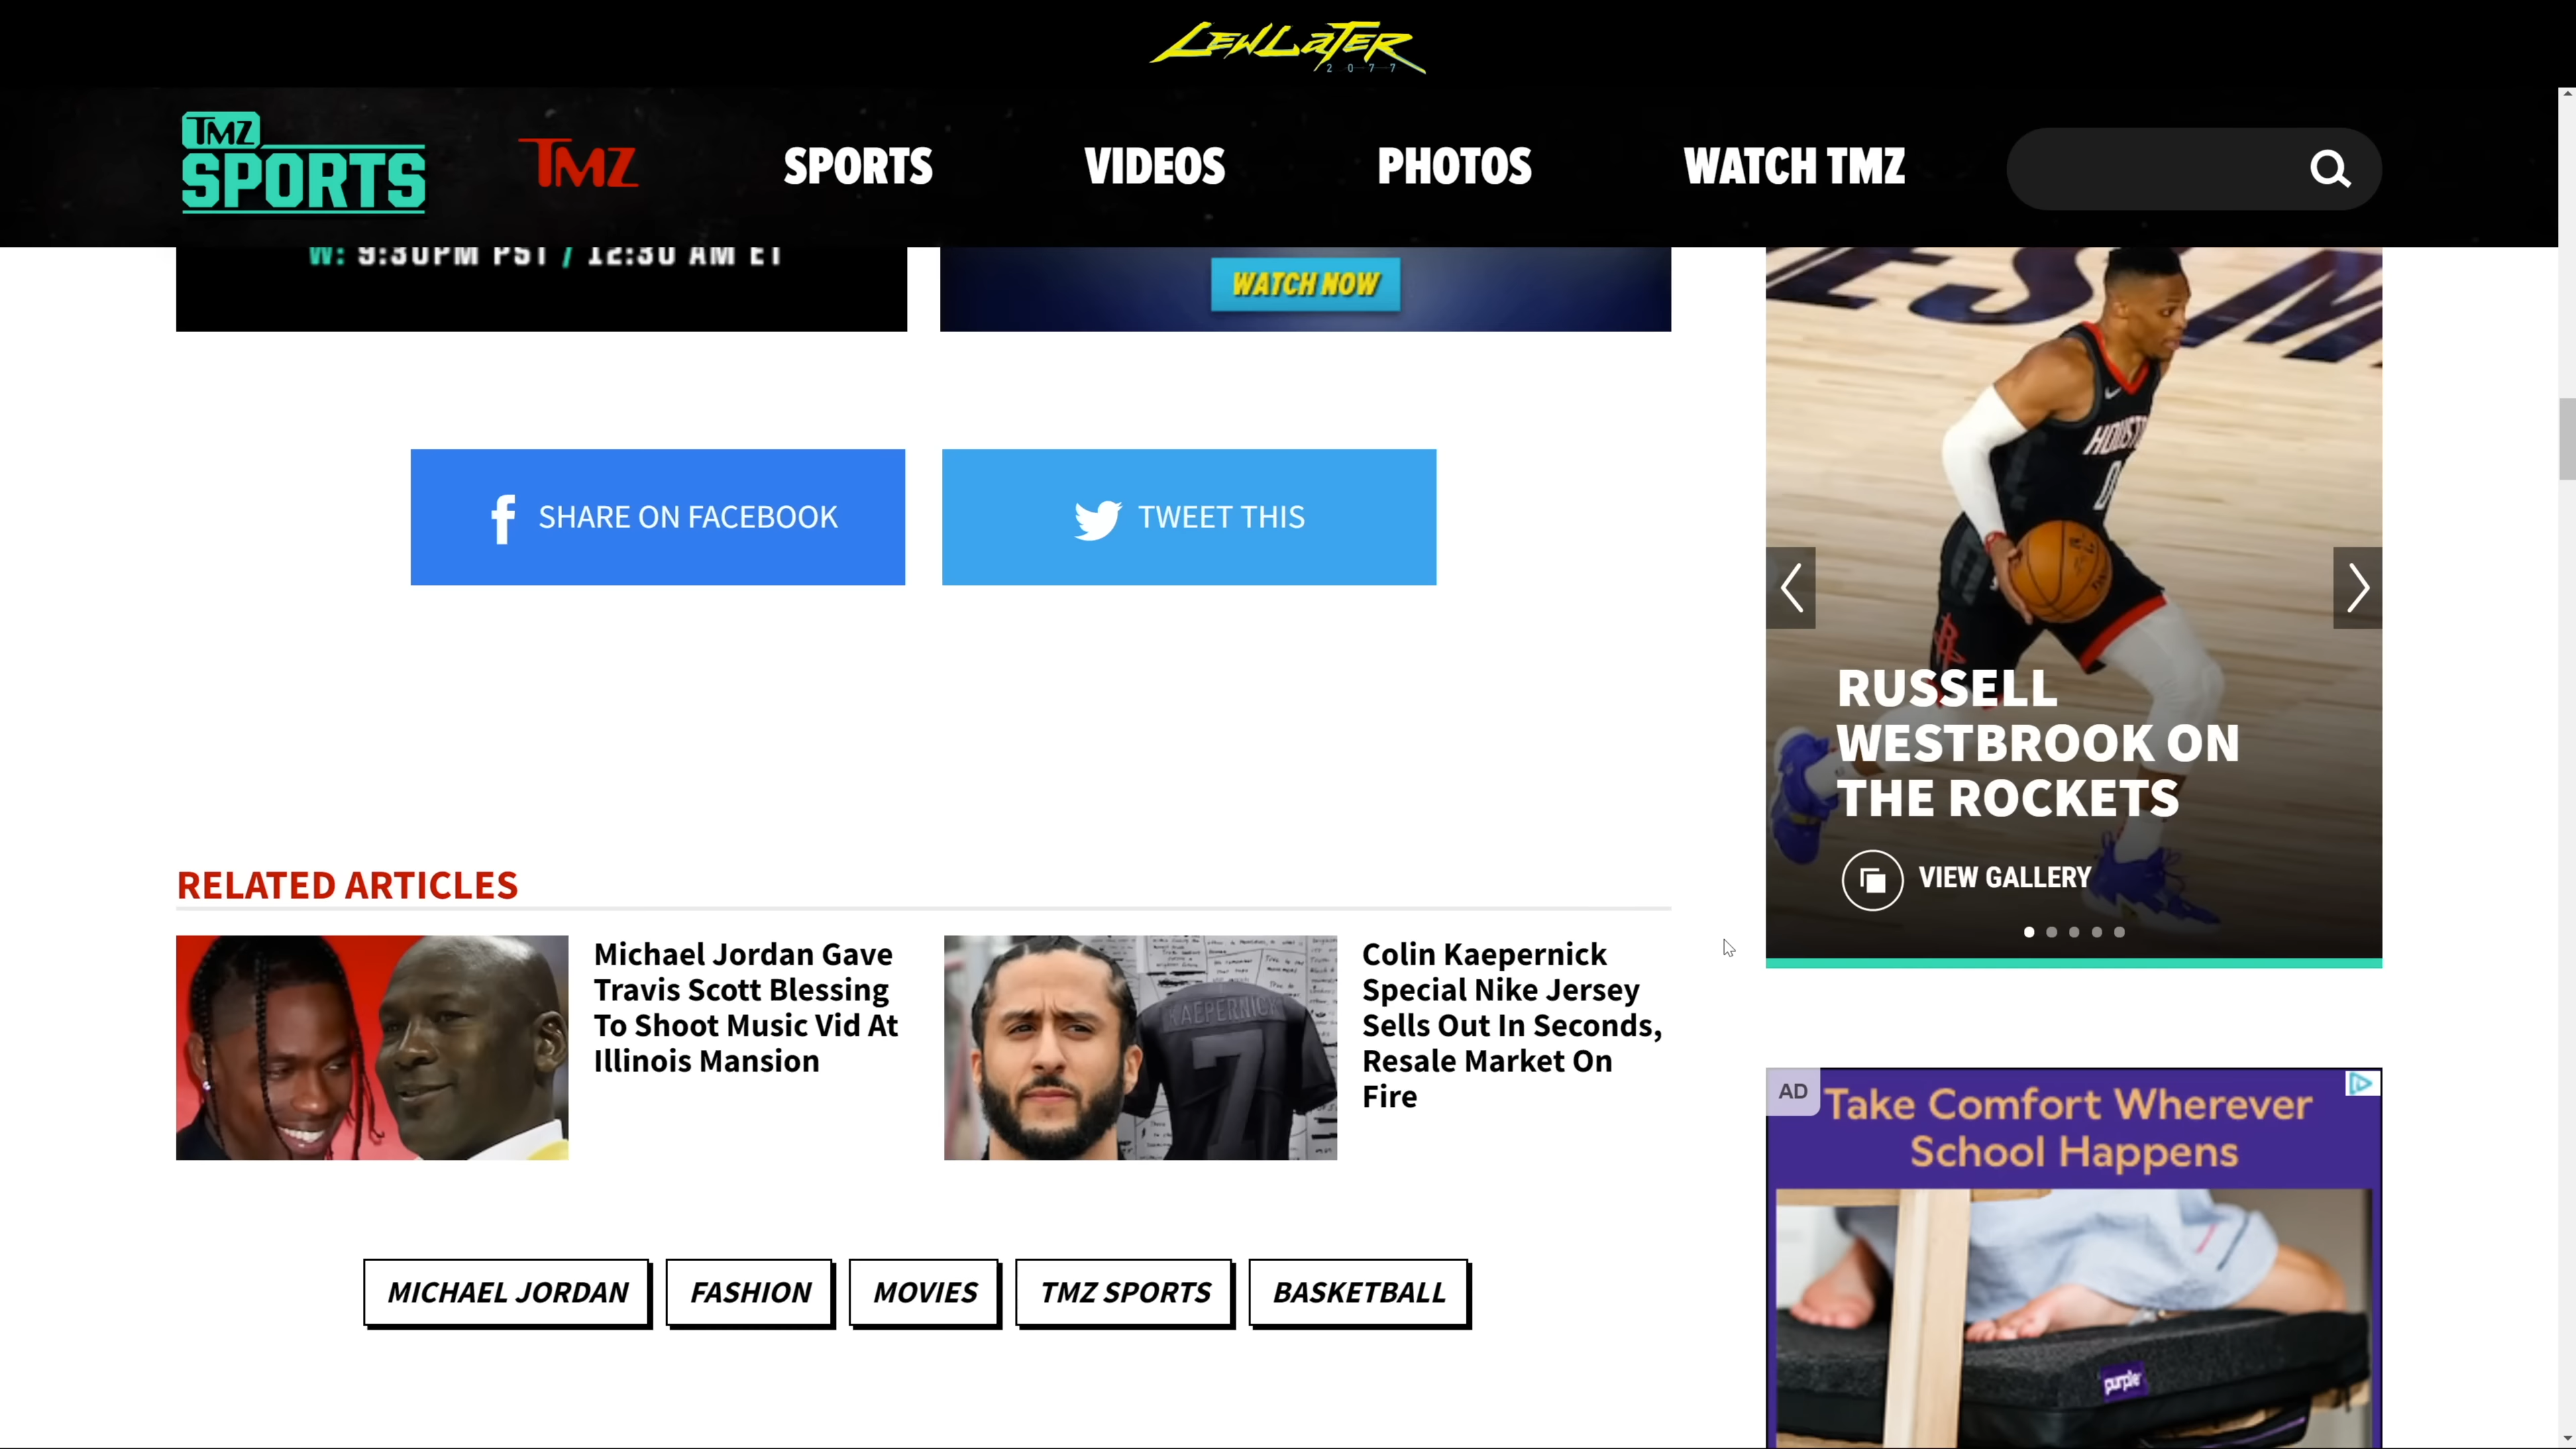 LEWLATER
2077
TMZ
SPORTS
TMZ
SPORTS
VIDEOS
PHOTOS
WATCH TMZ
W: 9:30PM PST / 12:30 AM ET
WATCH NOW
SHARE ON FACEBOOK
TWEET THIS
RUSSELL
WESTBROOK ON
THE ROCKETS
VIEW GALLERY
RELATED ARTICLES
Michael Jordan Gave
Travis Scott Blessing
To Shoot Music Vid At
Illinois Mansion
KAEPERNICK
7
Colin Kaepernick
Special Nike Jersey
Sells Out In Seconds,
Resale Market On
Fire
MICHAEL JORDAN
FASHION
MOVIES
TMZ SPORTS
BASKETBALL
AD
Take Comfort Wherever
School Happens
purple